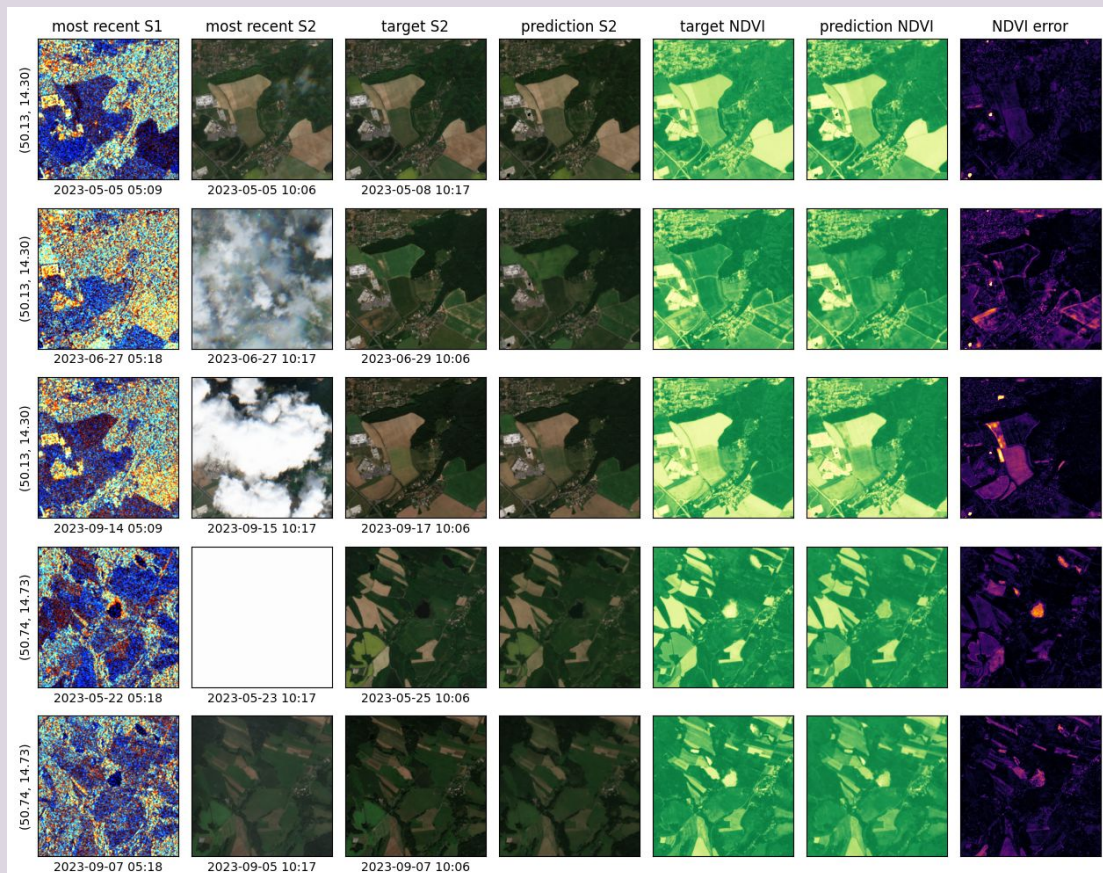 most recent S1 most recent S2 target S2 prediction S2 target NDVI prediction NDVI NDVI error
(50.13, 14.30)
2023-05-05 05:09 2023-05-05 10:06 2023-05-08 10:17
(50.13, 14.30)
2023-06-27 05:18 2023-06-27 10:17 2023-06-29 10:06
(50.13, 14.30)
2023-09-14 05:09 2023-09-15 10:17 2023-09-17 10:06
(50.74, 14.73)
2023-05-22 05:18 2023-05-23 10:17 2023-05-25 10:06
(50.74, 14.73)
2023-09-07 05:18 2023-09-05 10:17 2023-09-07 10:06